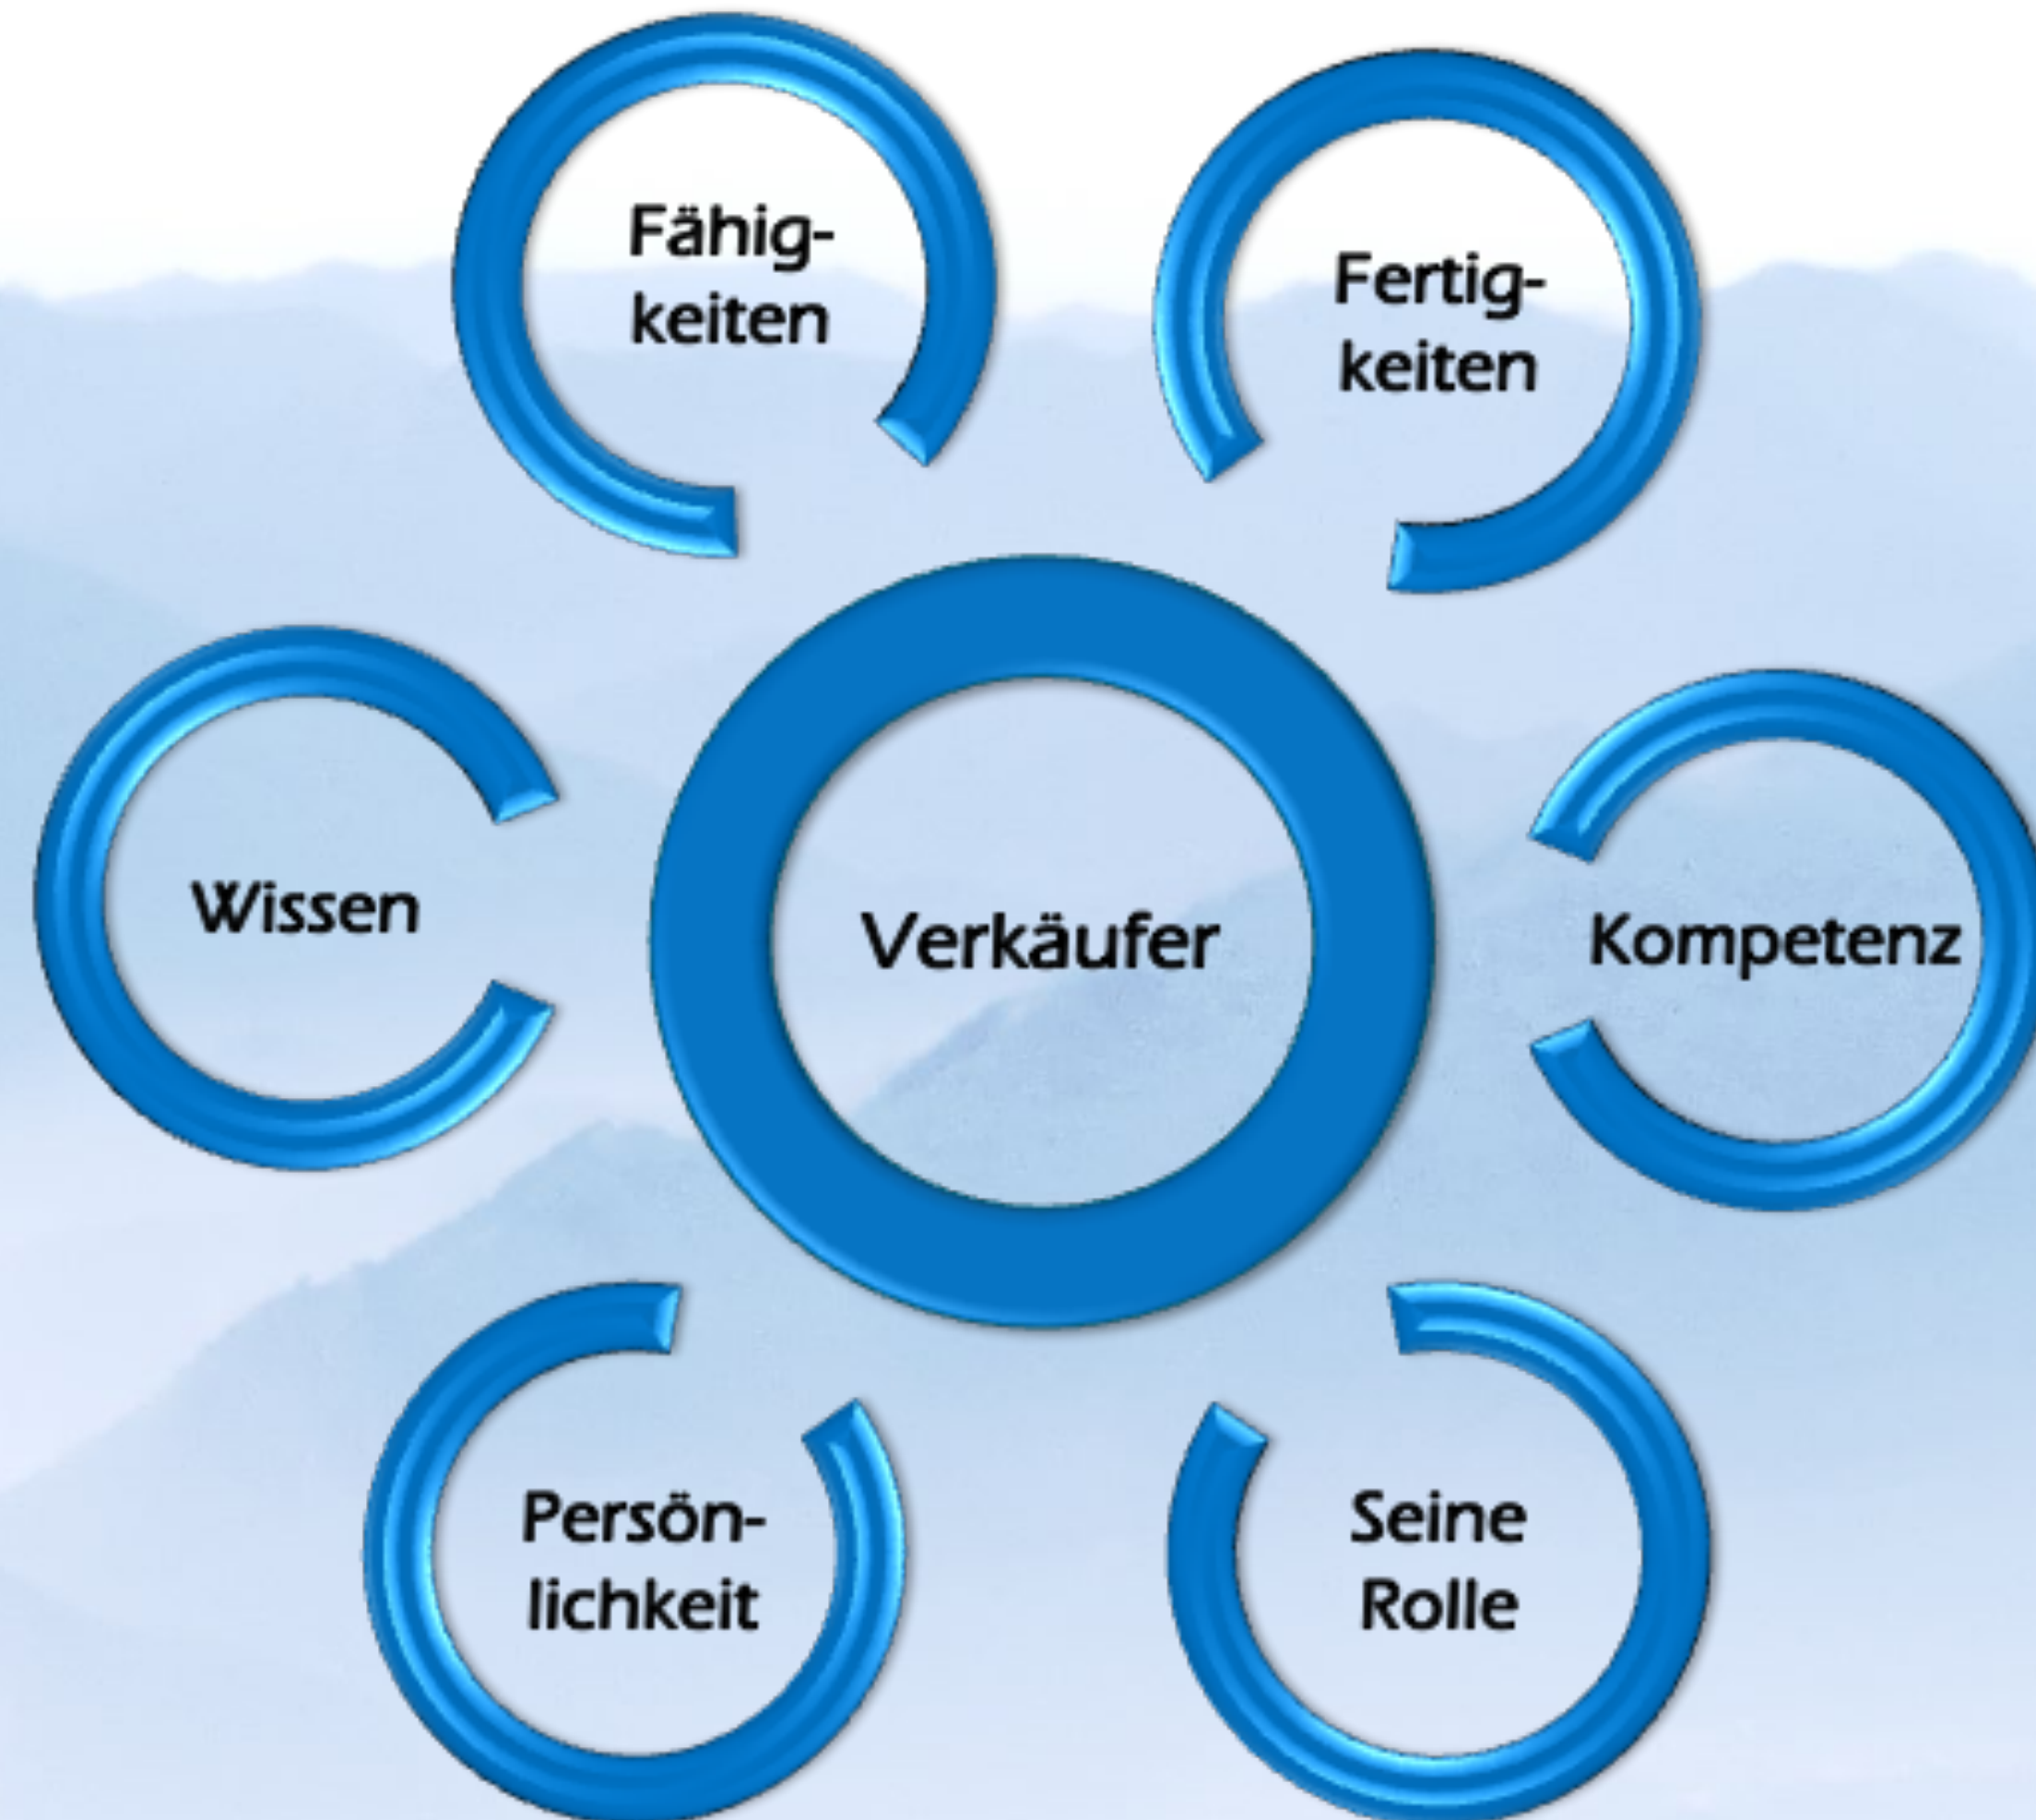 Fähig-
keiten
Fertig-
keiten
Wissen
Verkäufer
Kompetenz
Persön-
lichkeit
Seine
Rolle